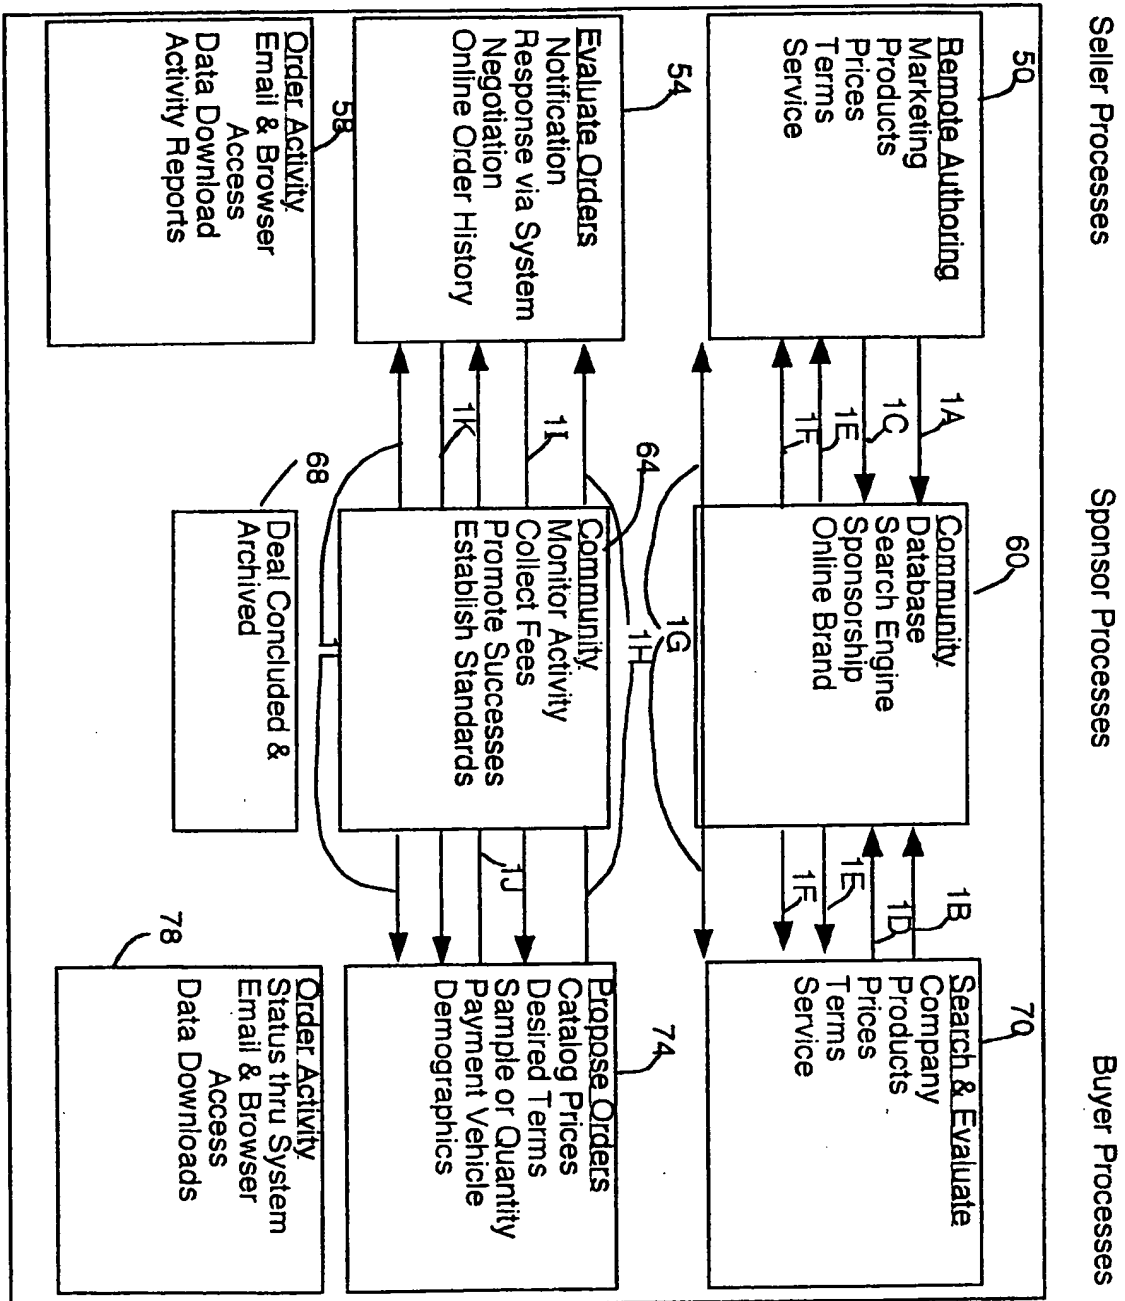 Seller Processes
Sponsor Processes
Buyer Processes
50
Remote Authoring
Marketing
Products
Prices
Terms
Service
1A
1C
1E
1F
60
Community
Database
Search Engine
Sponsorship
Online Brand
1B
1D
1E
1F
70
Search & Evaluate
Company
Products
Prices
Terms
Service
1G
54
Evaluate Orders
Notification
Response via System
Negotiation
Online Order History
1H
1I
1K
64
Community
Monitor Activity
Collect Fees
Promote Successes
Establish Standards
1J
1L
74
Propose Orders
Catalog Prices
Desired Terms
Sample or Quantity
Payment Vehicle
Demographics
58
Order Activity
Email & Browser
Access
Data Download
Activity Reports
68
Deal Concluded &
Archived
78
Order Activity
Status thru System
Email & Browser
Access
Data Downloads